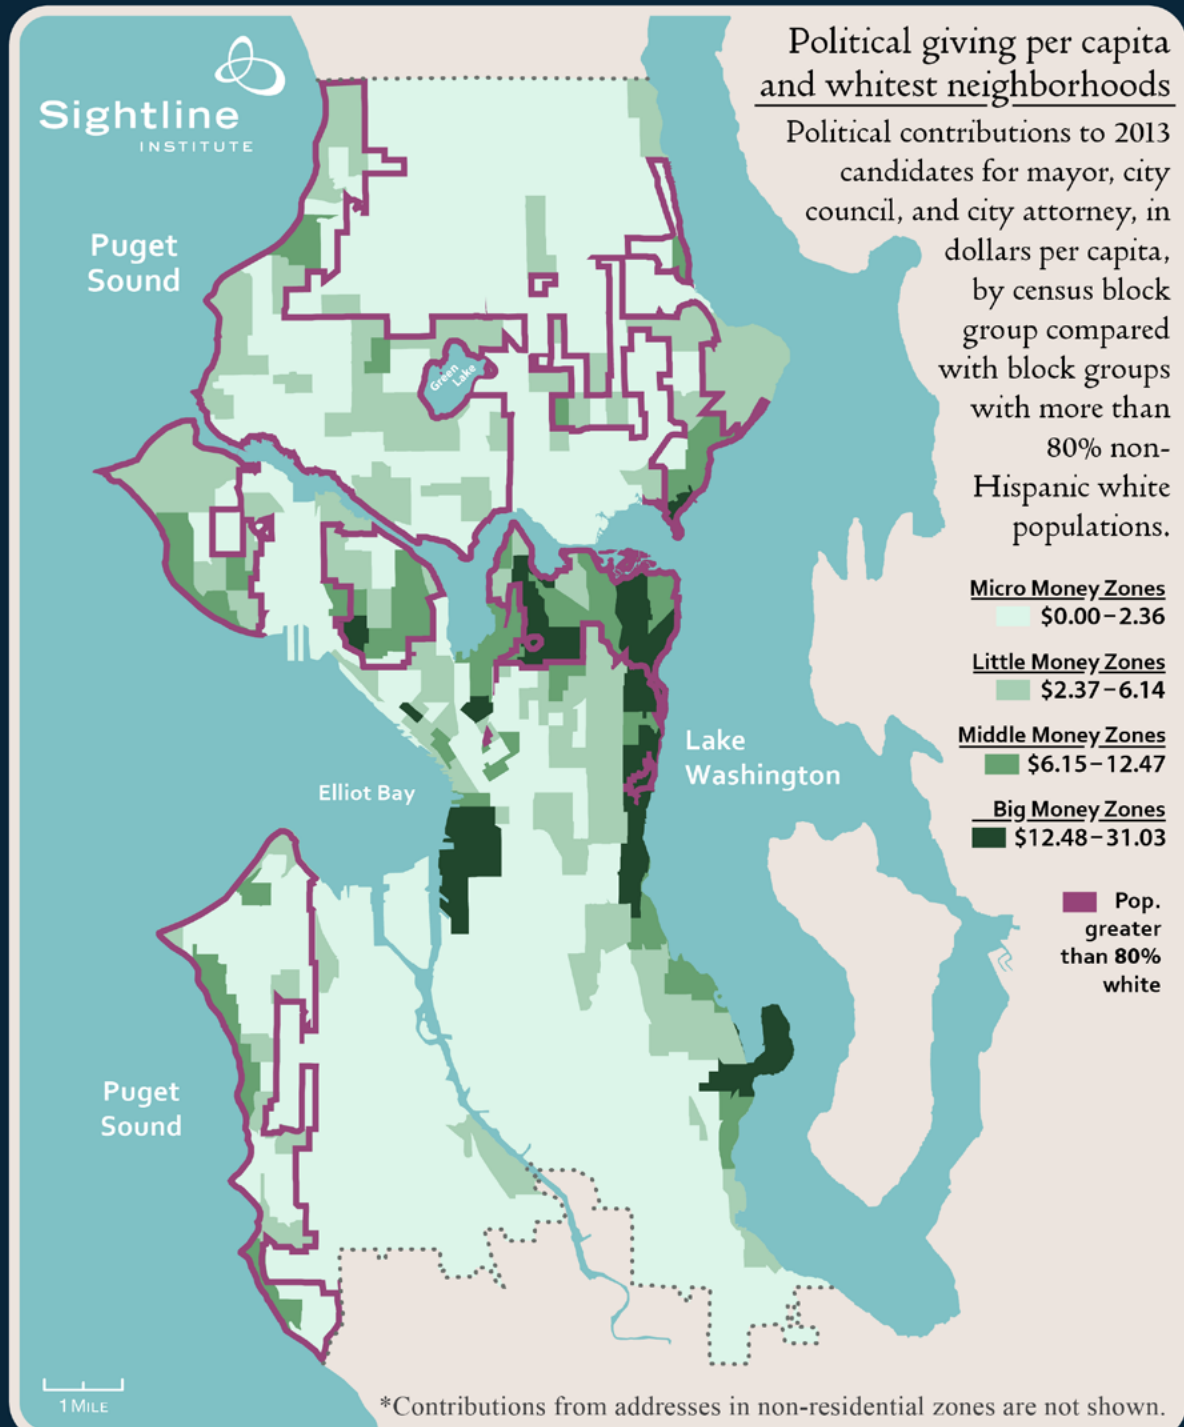 Sightline
INSTITUTE
Political giving per capita
and whitest neighborhoods
Political contributions to 2013
candidates for mayor, city
council, and city attorney, in
dollars per capita,
by census block
group compared
with block groups
with more than
80% non-
Hispanic white
populations.
Puget
Sound
Green
Lake
Micro Money Zones
$0.00–2.36
Little Money Zones
$2.37–6.14
Middle Money Zones
$6.15–12.47
Big Money Zones
$12.48–31.03
Lake
Washington
Elliot Bay
Pop.
greater
than 80%
white
Puget
Sound
1 MILE
*Contributions from addresses in non-residential zones are not shown.